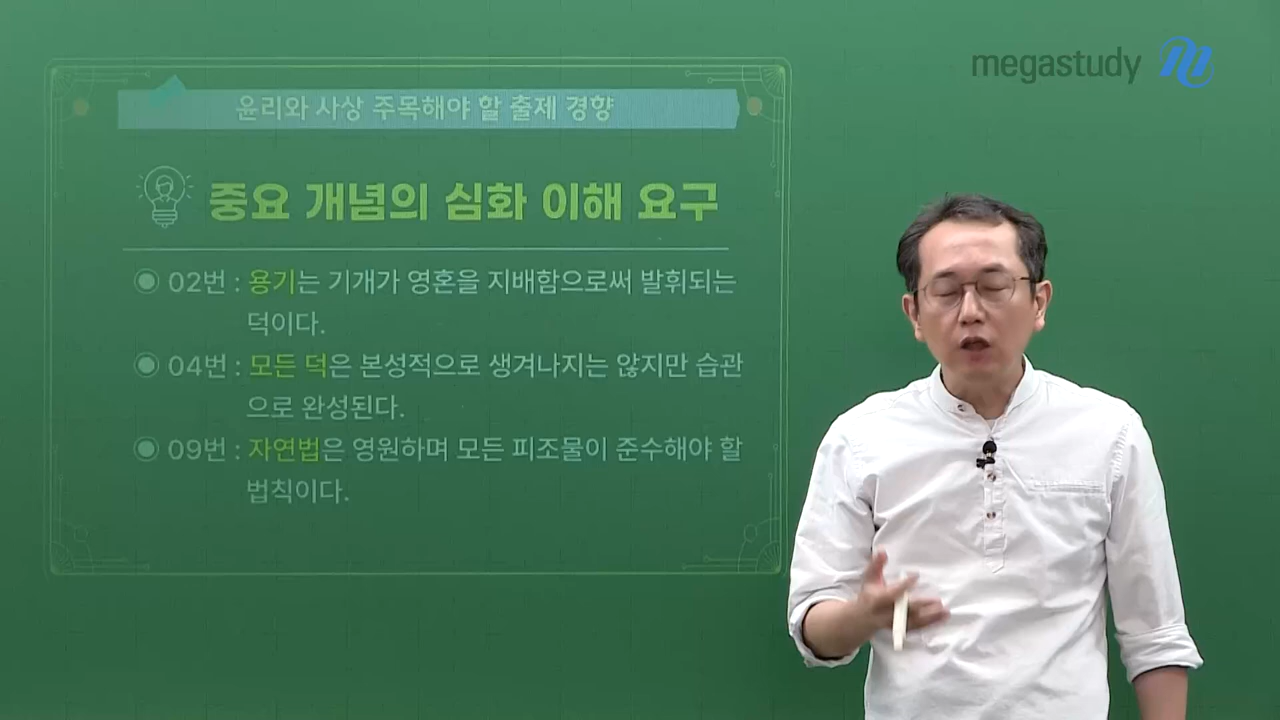 megastudy
윤리와 사상 주목해야 할 출제 경향
중요 개념의 심화 이해 요구
02번 : 용기는 기개가 영혼을 지배함으로써 발휘되는
덕이다.
04번 : 모든 덕은 본성적으로 생겨나지는 않지만 습관
으로 완성된다.
09번 : 자연법은 영원하며 모든 피조물이 준수해야 할
법칙이다.